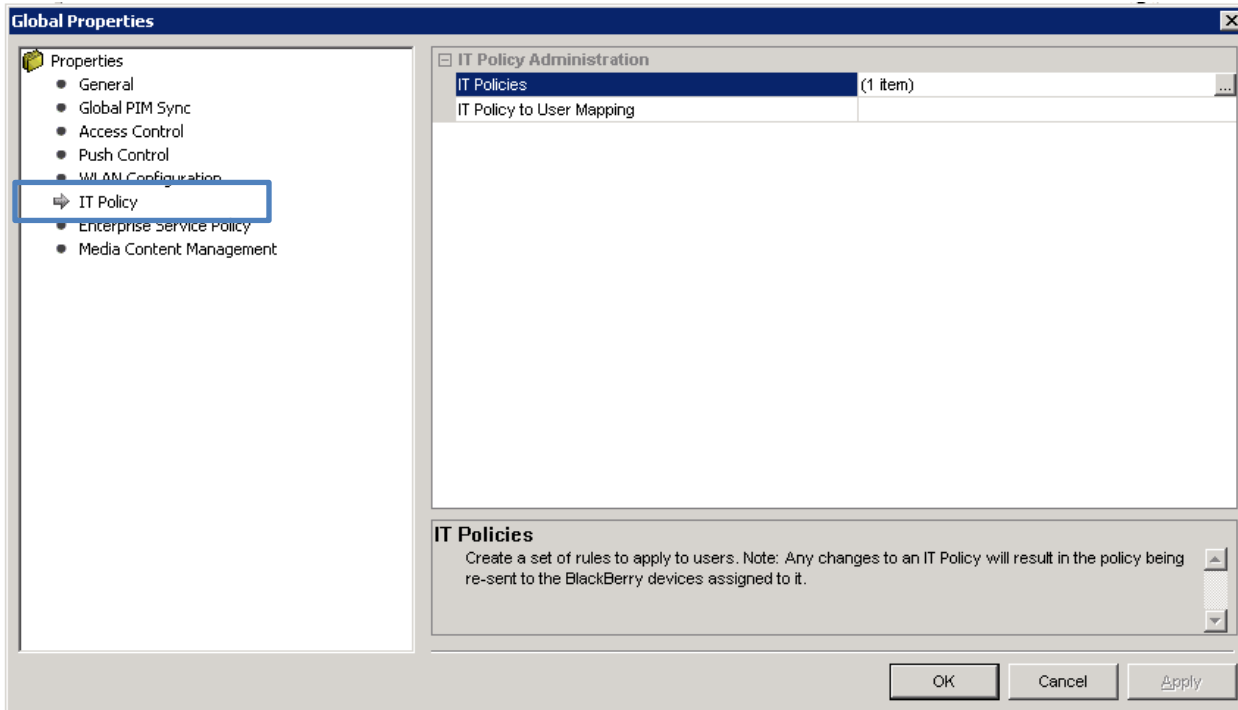 Global Properties
Properties
General
Global PIM Sync
Access Control
Push Control
WLAN Configuration
IT Policy
Enterprise Service Policy
Media Content Management
IT Policy Administration
IT Policies (1 item) ...
IT Policy to User Mapping
IT Policies
Create a set of rules to apply to users. Note: Any changes to an IT Policy will result in the policy being
re-sent to the BlackBerry devices assigned to it.
OK Cancel Apply